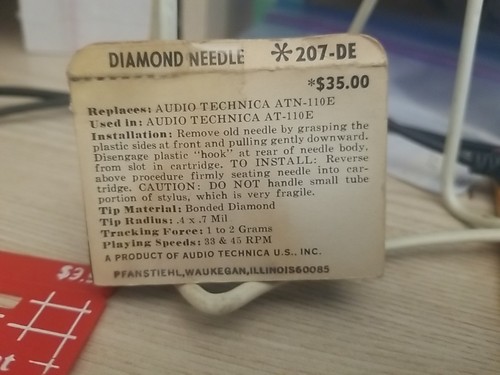 DIAMOND NEEDLE *207-DE
*$35.00
Replaces: AUDIO TECHNICA ATN-110E
Used in: AUDIO TECHNICA AT-110E
Installation: Remove old needle by grasping the
plastic sides at front and pulling gently downward.
Disengage plastic "hook" at rear of needle body,
from slot in cartridge. TO INSTALL: Reverse
above procedure firmly seating needle into car-
tridge. CAUTION: DO NOT handle small tube
portion of stylus, which is very fragile.
Tip Material: Bonded Diamond
Tip Radius: .4 x .7 Mil
Tracking Force: 1 to 2 Grams
Playing Speeds: 33 & 45 RPM
A PRODUCT OF AUDIO TECHNICA U.S., INC.
PFANSTIEHL, WAUKEGAN, ILLINOIS 60085